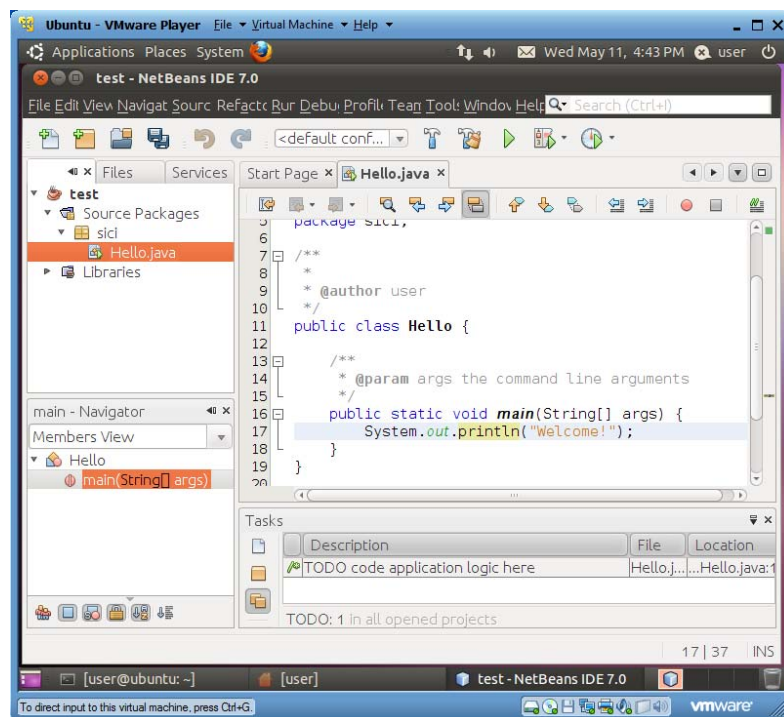 Ubuntu - VMware Player File Virtual Machine Help
Applications Places System Wed May 11, 4:43 PM user
test - NetBeans IDE 7.0
File Edit View Navigat Sourc Refacto Run Debu Profile Team Tools Window Help Search (Ctrl+I)
<default conf...
Files Services
Start Page Hello.java
test
Source Packages
sici
Hello.java
Libraries
5 package sici;
6
7 /**
8 *
9 * @author user
10 */
11 public class Hello {
12
13 /**
14 * @param args the command line arguments
15 */
16 public static void main(String[] args) {
17 System.out.println("Welcome!");
18 }
19 }
20
main - Navigator
Members View
Hello
main(String[] args)
Tasks
Description File Location
TODO code application logic here Hello.j... ...Hello.java:1
TODO: 1 in all opened projects
17 | 37 INS
[user@ubuntu: ~] [user] test - NetBeans IDE 7.0
To direct input to this virtual machine, press Ctrl+G. vmware